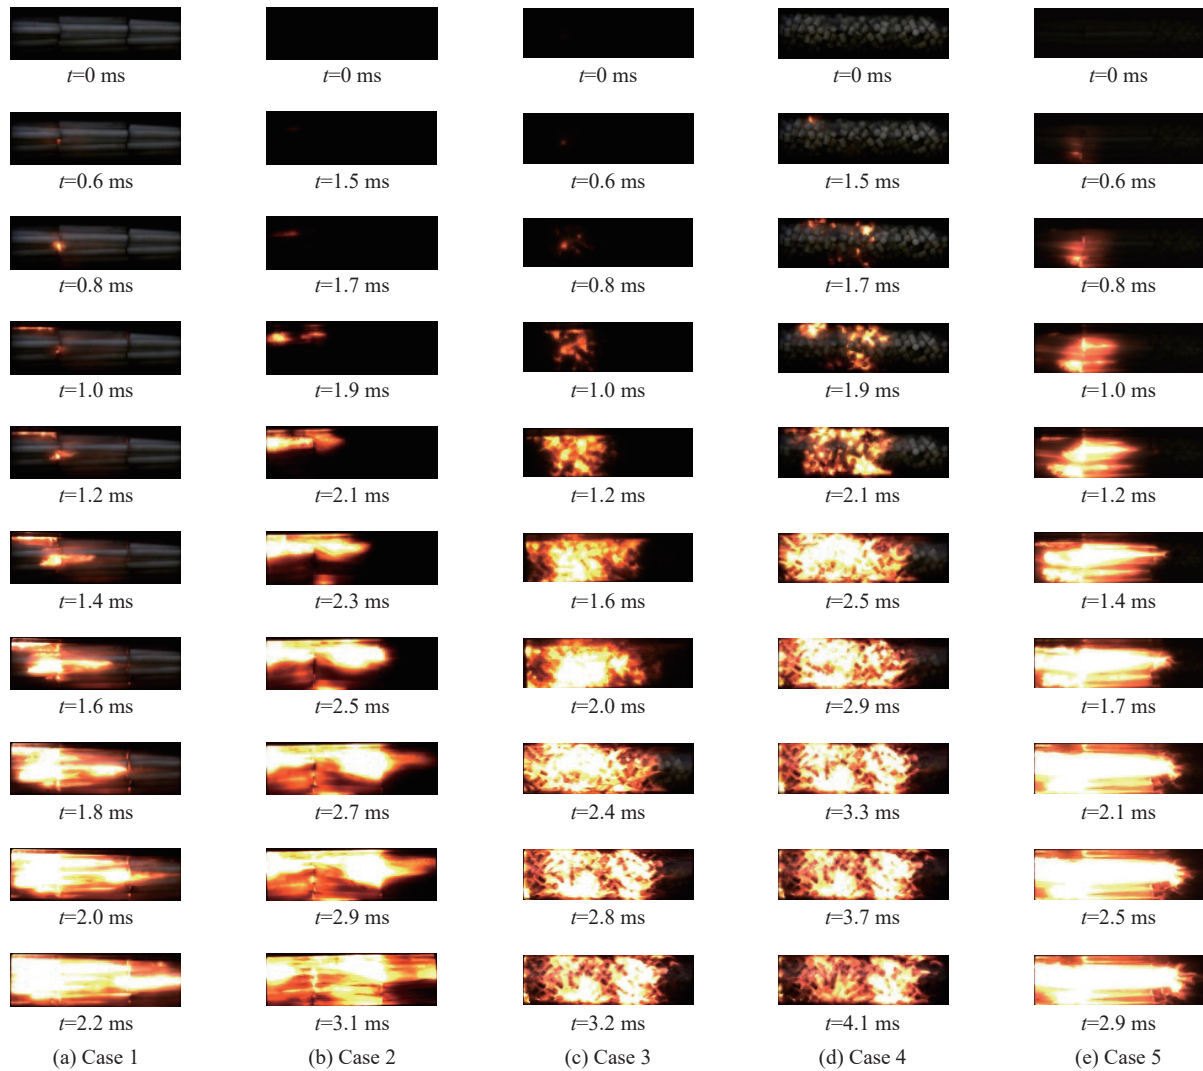 t=0 ms t=0 ms t=0 ms t=0 ms t=0 ms
t=0.6 ms t=1.5 ms t=0.6 ms t=1.5 ms t=0.6 ms
t=0.8 ms t=1.7 ms t=0.8 ms t=1.7 ms t=0.8 ms
t=1.0 ms t=1.9 ms t=1.0 ms t=1.9 ms t=1.0 ms
t=1.2 ms t=2.1 ms t=1.2 ms t=2.1 ms t=1.2 ms
t=1.4 ms t=2.3 ms t=1.6 ms t=2.5 ms t=1.4 ms
t=1.6 ms t=2.5 ms t=2.0 ms t=2.9 ms t=1.7 ms
t=1.8 ms t=2.7 ms t=2.4 ms t=3.3 ms t=2.1 ms
t=2.0 ms t=2.9 ms t=2.8 ms t=3.7 ms t=2.5 ms
t=2.2 ms t=3.1 ms t=3.2 ms t=4.1 ms t=2.9 ms
(a) Case 1 (b) Case 2 (c) Case 3 (d) Case 4 (e) Case 5